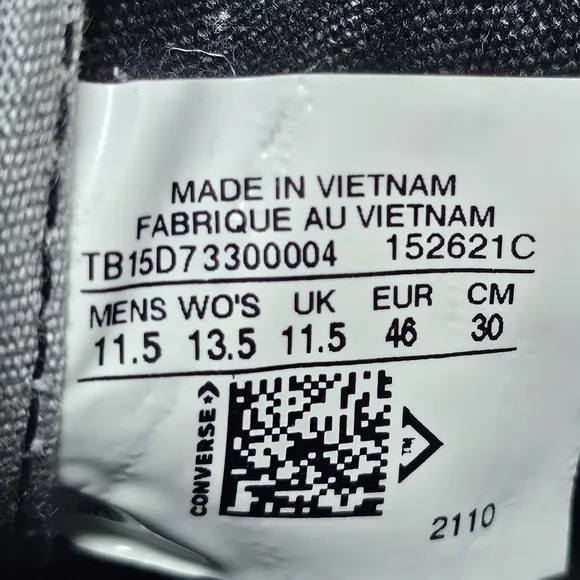 MADE IN VIETNAM
FABRIQUE AU VIETNAM
TB15D73300004 152621C
MENS WO'S UK EUR CM
11.5 13.5 11.5 46 30
CONVERSE
2110